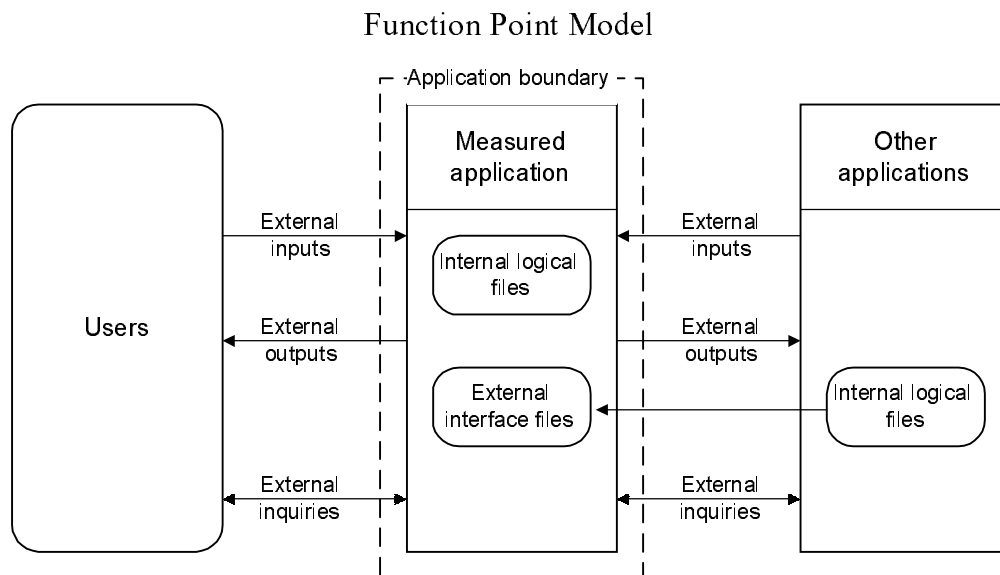 Function Point Model
Application boundary
Users
External
inputs
External
outputs
External
inquiries
Measured
application
Internal logical
files
External
interface files
External
inputs
External
outputs
External
inquiries
Other
applications
Internal logical
files